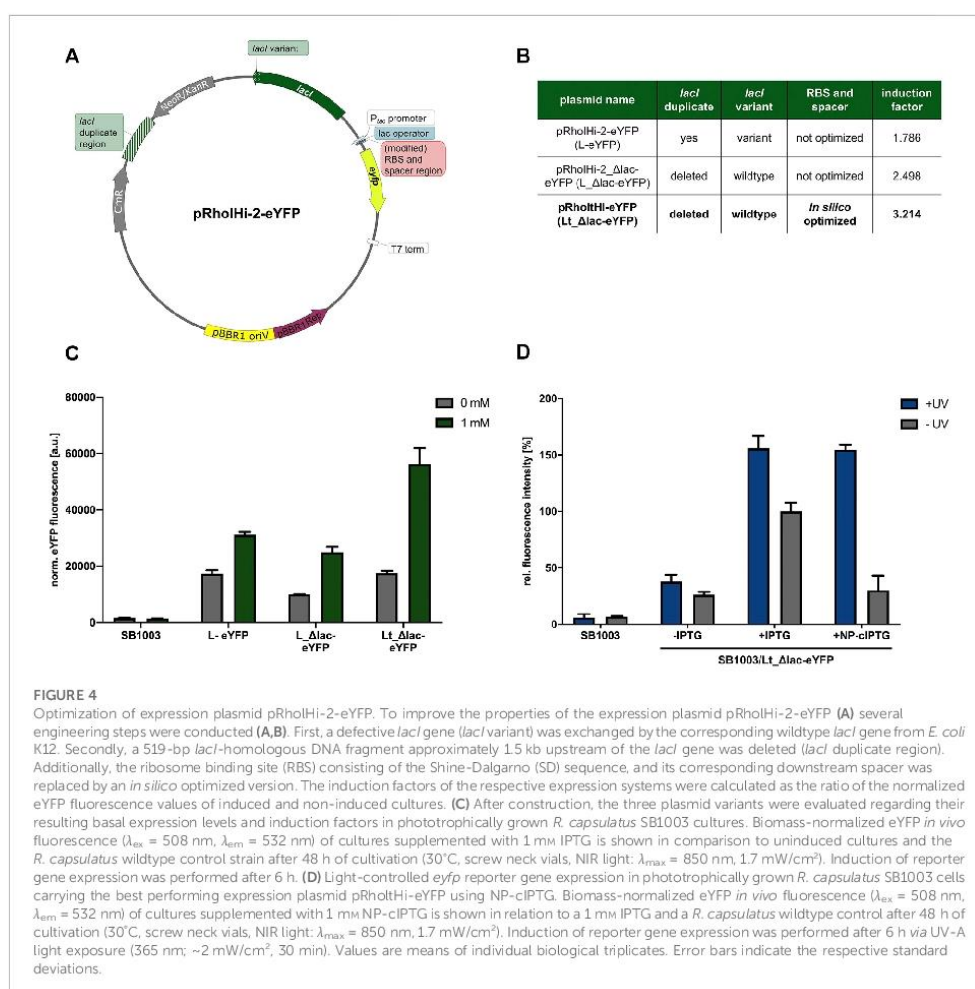 A
lacI variant
lacI
NeoR/KanR
lacI
duplicate
region
CmR
Ptac promoter
lac operator
(modified)
RBS and
spacer region
eyfp
pRhoIHi-2-eYFP
T7 term
pBBR1 oriV
pBBR1Rep
B
plasmid name
lacI
duplicate
lacI
variant
RBS and
spacer
induction
factor
pRhoIHi-2-eYFP
(L-eYFP)
yes
variant
not optimized
1.786
pRhoIHi-2_Δlac-
eYFP (L_Δlac-eYFP)
deleted
wildtype
not optimized
2.498
pRholtHi-eYFP
(Lt_Δlac-eYFP)
deleted
wildtype
In silico
optimized
3.214
C
norm. eYFP fluorescence [a.u.]
80000
60000
40000
20000
0
0 mM
1 mM
SB1003
L- eYFP
L_Δlac-
eYFP
Lt_Δlac-
eYFP
D
rel. fluorescence intensity [%]
200
150
100
50
0
+UV
- UV
SB1003
-IPTG
+IPTG
+NP-cIPTG
SB1003/Lt_Δlac-eYFP
FIGURE 4
Optimization of expression plasmid pRhoIHi-2-eYFP. To improve the properties of the expression plasmid pRhoIHi-2-eYFP (A) several
engineering steps were conducted (A,B). First, a defective lacI gene (lacI variant) was exchanged by the corresponding wildtype lacI gene from E. coli
K12. Secondly, a 519-bp lacI-homologous DNA fragment approximately 1.5 kb upstream of the lacI gene was deleted (lacI duplicate region).
Additionally, the ribosome binding site (RBS) consisting of the Shine-Dalgarno (SD) sequence, and its corresponding downstream spacer was
replaced by an in silico optimized version. The induction factors of the respective expression systems were calculated as the ratio of the normalized
eYFP fluorescence values of induced and non-induced cultures. (C) After construction, the three plasmid variants were evaluated regarding their
resulting basal expression levels and induction factors in phototrophically grown R. capsulatus SB1003 cultures. Biomass-normalized eYFP in vivo
fluorescence (λex = 508 nm, λem = 532 nm) of cultures supplemented with 1 mM IPTG is shown in comparison to uninduced cultures and the
R. capsulatus wildtype control strain after 48 h of cultivation (30°C, screw neck vials, NIR light: λmax = 850 nm, 1.7 mW/cm²). Induction of reporter
gene expression was performed after 6 h. (D) Light-controlled eyfp reporter gene expression in phototrophically grown R. capsulatus SB1003 cells
carrying the best performing expression plasmid pRholtHi-eYFP using NP-cIPTG. Biomass-normalized eYFP in vivo fluorescence (λex = 508 nm,
λem = 532 nm) of cultures supplemented with 1 mM NP-cIPTG is shown in relation to a 1 mM IPTG and a R. capsulatus wildtype control after 48 h of
cultivation (30°C, screw neck vials, NIR light: λmax = 850 nm, 1.7 mW/cm²). Induction of reporter gene expression was performed after 6 h via UV-A
light exposure (365 nm; ~2 mW/cm², 30 min). Values are means of individual biological triplicates. Error bars indicate the respective standard
deviations.